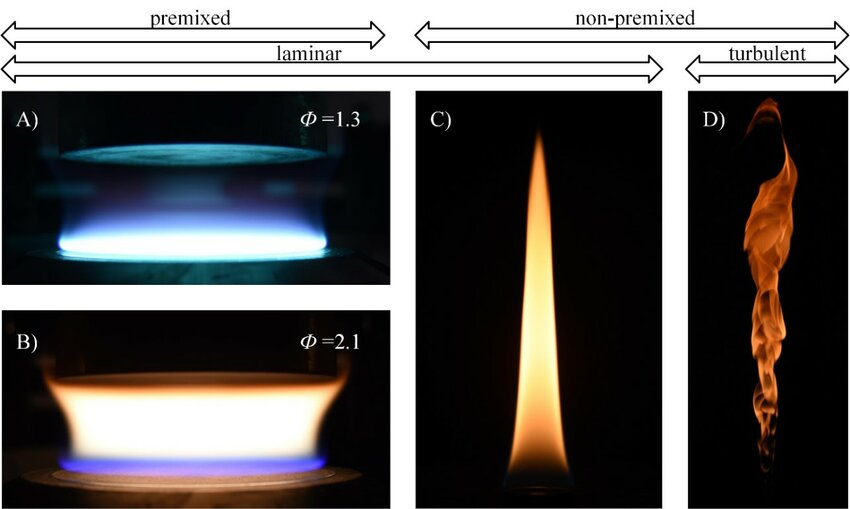 premixed
non-premixed
laminar
turbulent
A)
Φ =1.3
C)
D)
B)
Φ =2.1